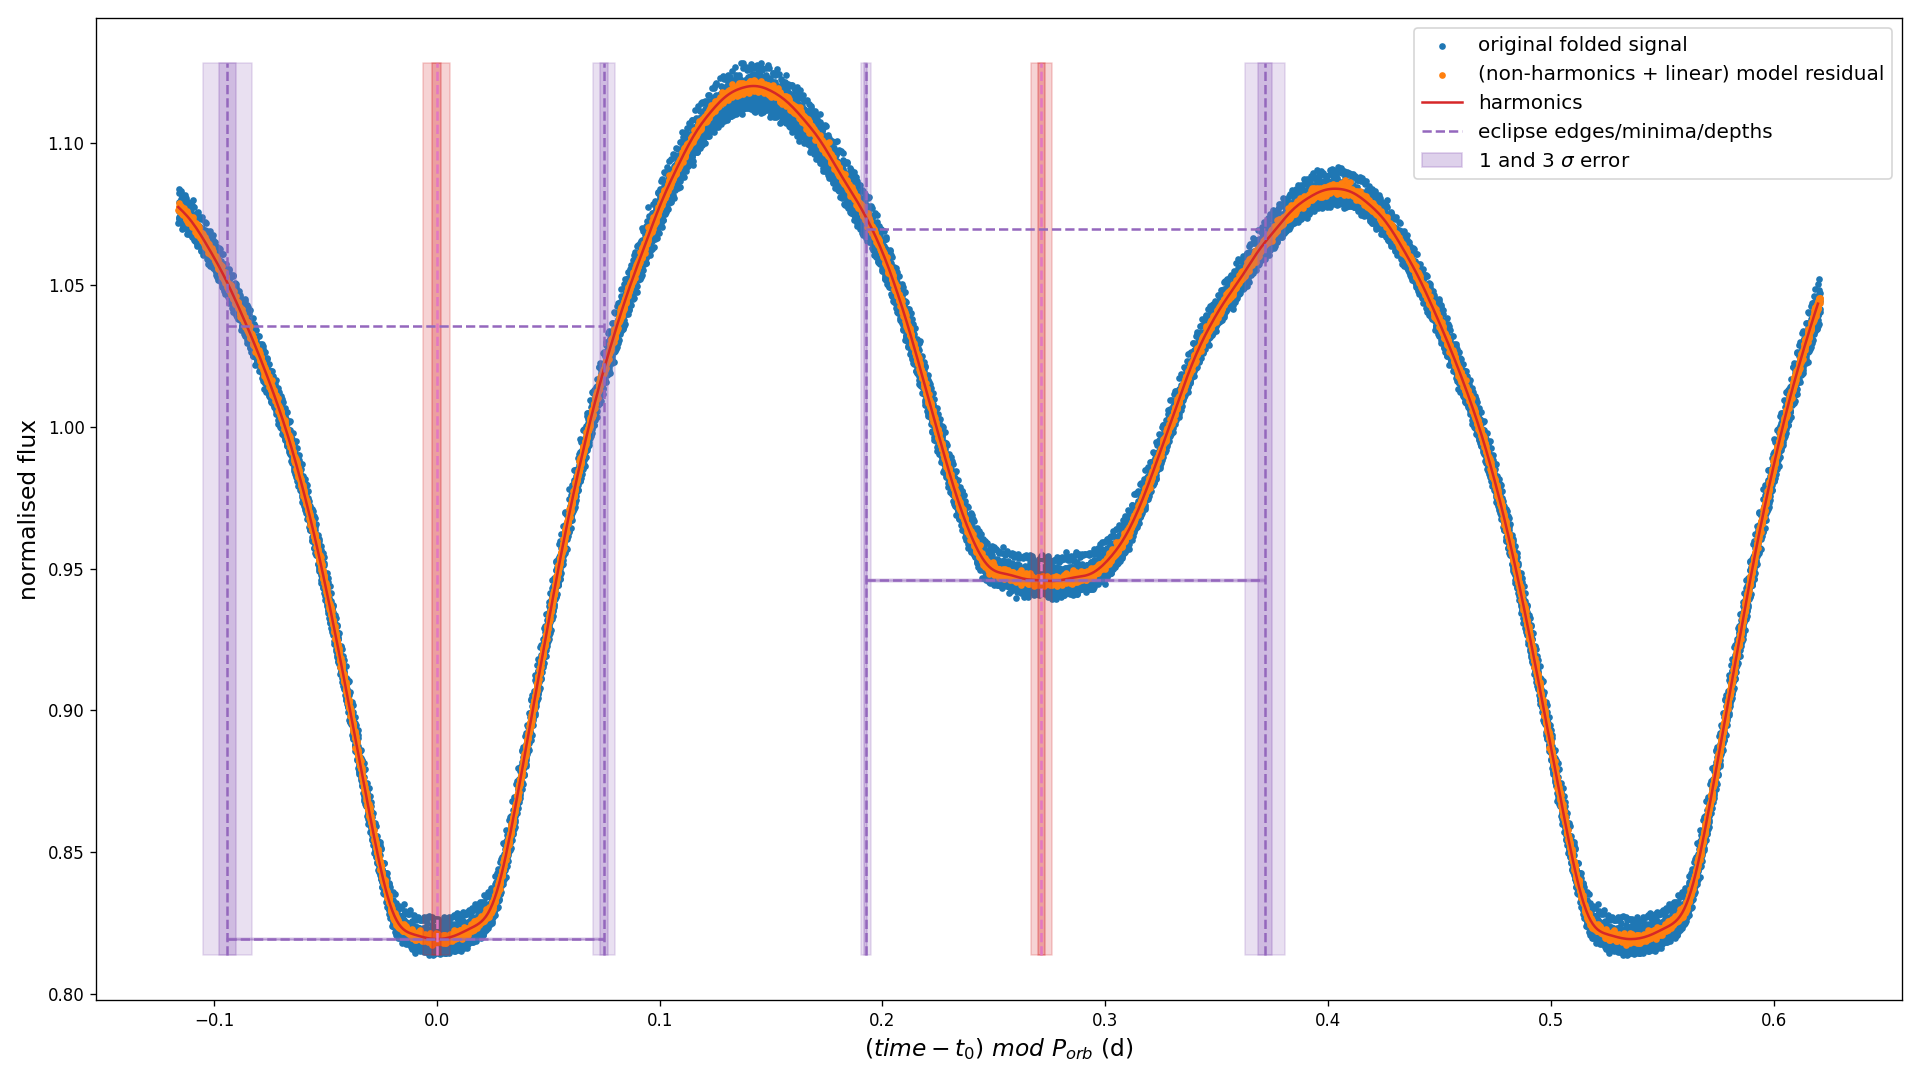 original folded signal
(non-harmonics + linear) model residual
harmonics
eclipse edges/minima/depths
1 and 3 σ error
normalised flux
1.10
1.05
1.00
0.95
0.90
0.85
0.80
−0.1 0.0 0.1 0.2 0.3 0.4 0.5 0.6
(time − t₀) mod Pₒᵣb (d)